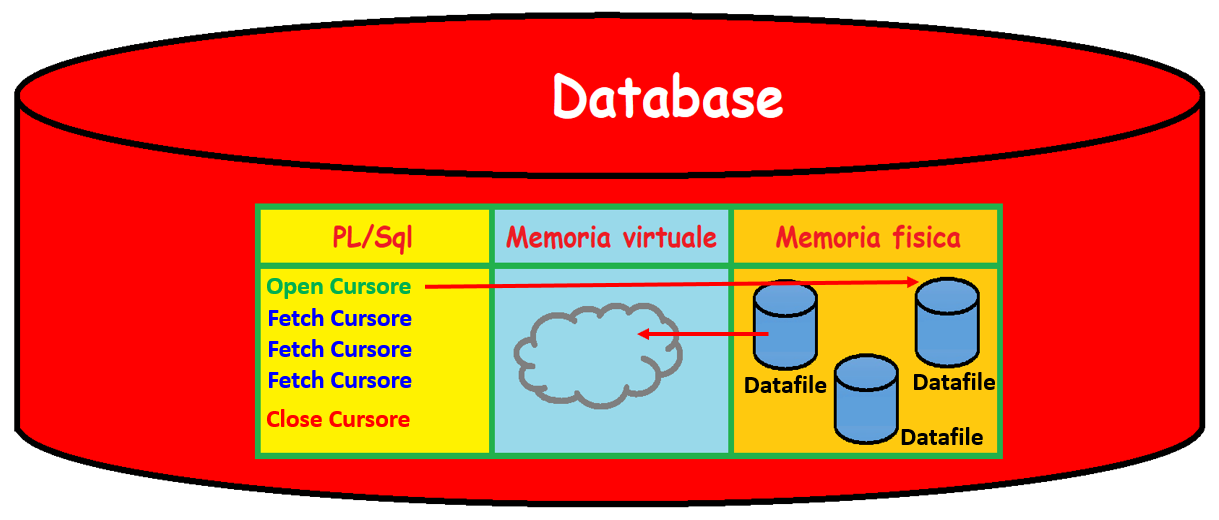 Database
PL/Sql
Memoria virtuale
Memoria fisica
Open Cursore
Fetch Cursore
Fetch Cursore
Fetch Cursore
Close Cursore
Datafile
Datafile
Datafile